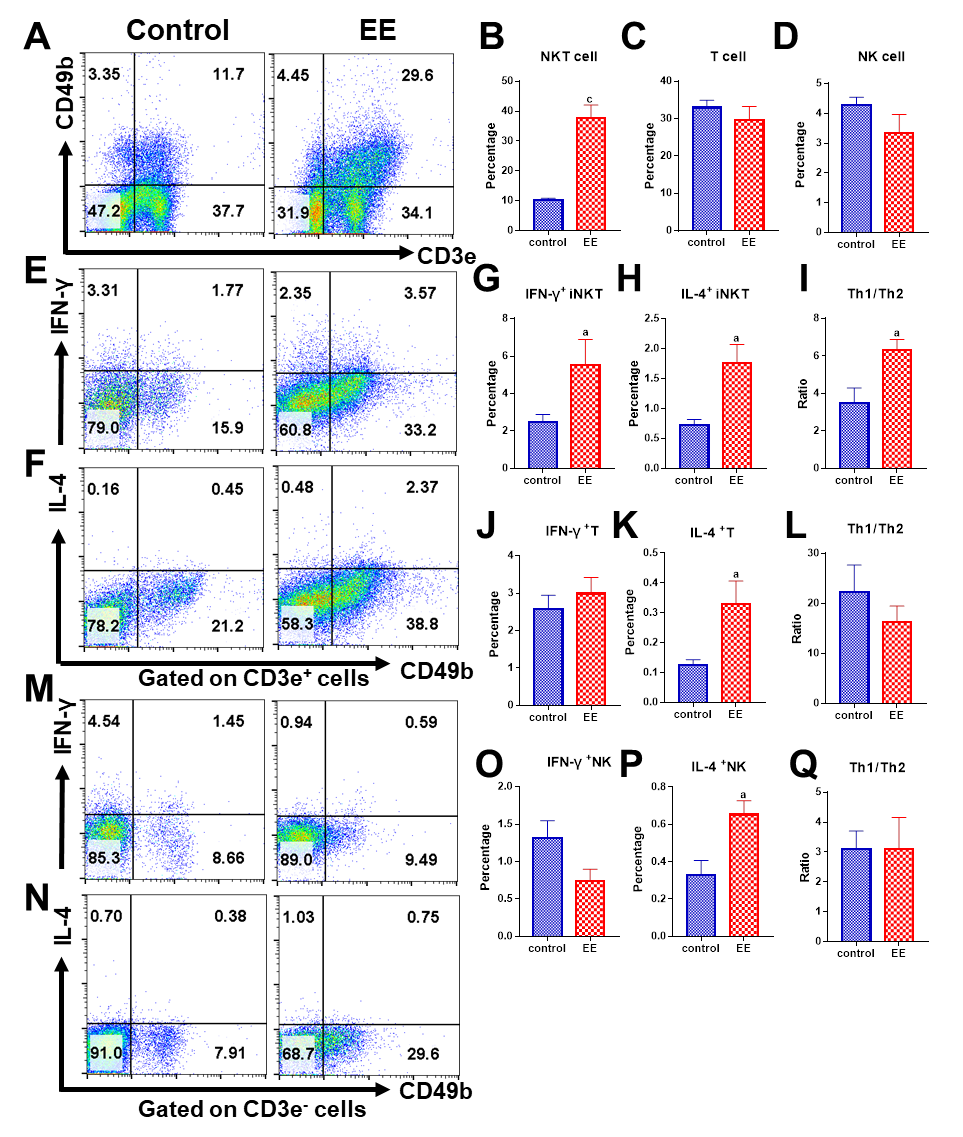 A Control EE
CD49b
3.35 11.7 4.45 29.6
47.2 37.7 31.9 34.1
CD3e
B
NKT cell
Percentage
50
40
30
20
10
0
c
control EE
C
T cell
Percentage
40
30
20
10
0
control EE
D
NK cell
Percentage
5
4
3
2
1
0
control EE
E
IFN-γ
3.31 1.77 2.35 3.57
79.0 15.9 60.8 33.2
F
IL-4
0.16 0.45 0.48 2.37
78.2 21.2 58.3 38.8
Gated on CD3e⁺ cells CD49b
G
IFN-γ⁺ iNKT
Percentage
8
6
4
2
0
a
control EE
H
IL-4⁺ iNKT
Percentage
2.5
2.0
1.5
1.0
0.5
0.0
a
control EE
I
Th1/Th2
Ratio
8
6
4
2
0
a
control EE
J
IFN-γ ⁺T
Percentage
4
3
2
1
0
control EE
K
IL-4 ⁺T
Percentage
0.5
0.4
0.3
0.2
0.1
0.0
a
control EE
L
Th1/Th2
Ratio
30
20
10
0
control EE
M
IFN-γ
4.54 1.45 0.94 0.59
85.3 8.66 89.0 9.49
N
IL-4
0.70 0.38 1.03 0.75
91.0 7.91 68.7 29.6
CD49b
Gated on CD3e⁻ cells
O
IFN-γ ⁺NK
Percentage
2.0
1.5
1.0
0.5
0.0
control EE
P
IL-4 ⁺NK
Percentage
0.8
0.6
0.4
0.2
0.0
a
control EE
Q
Th1/Th2
Ratio
5
4
3
2
1
0
control EE